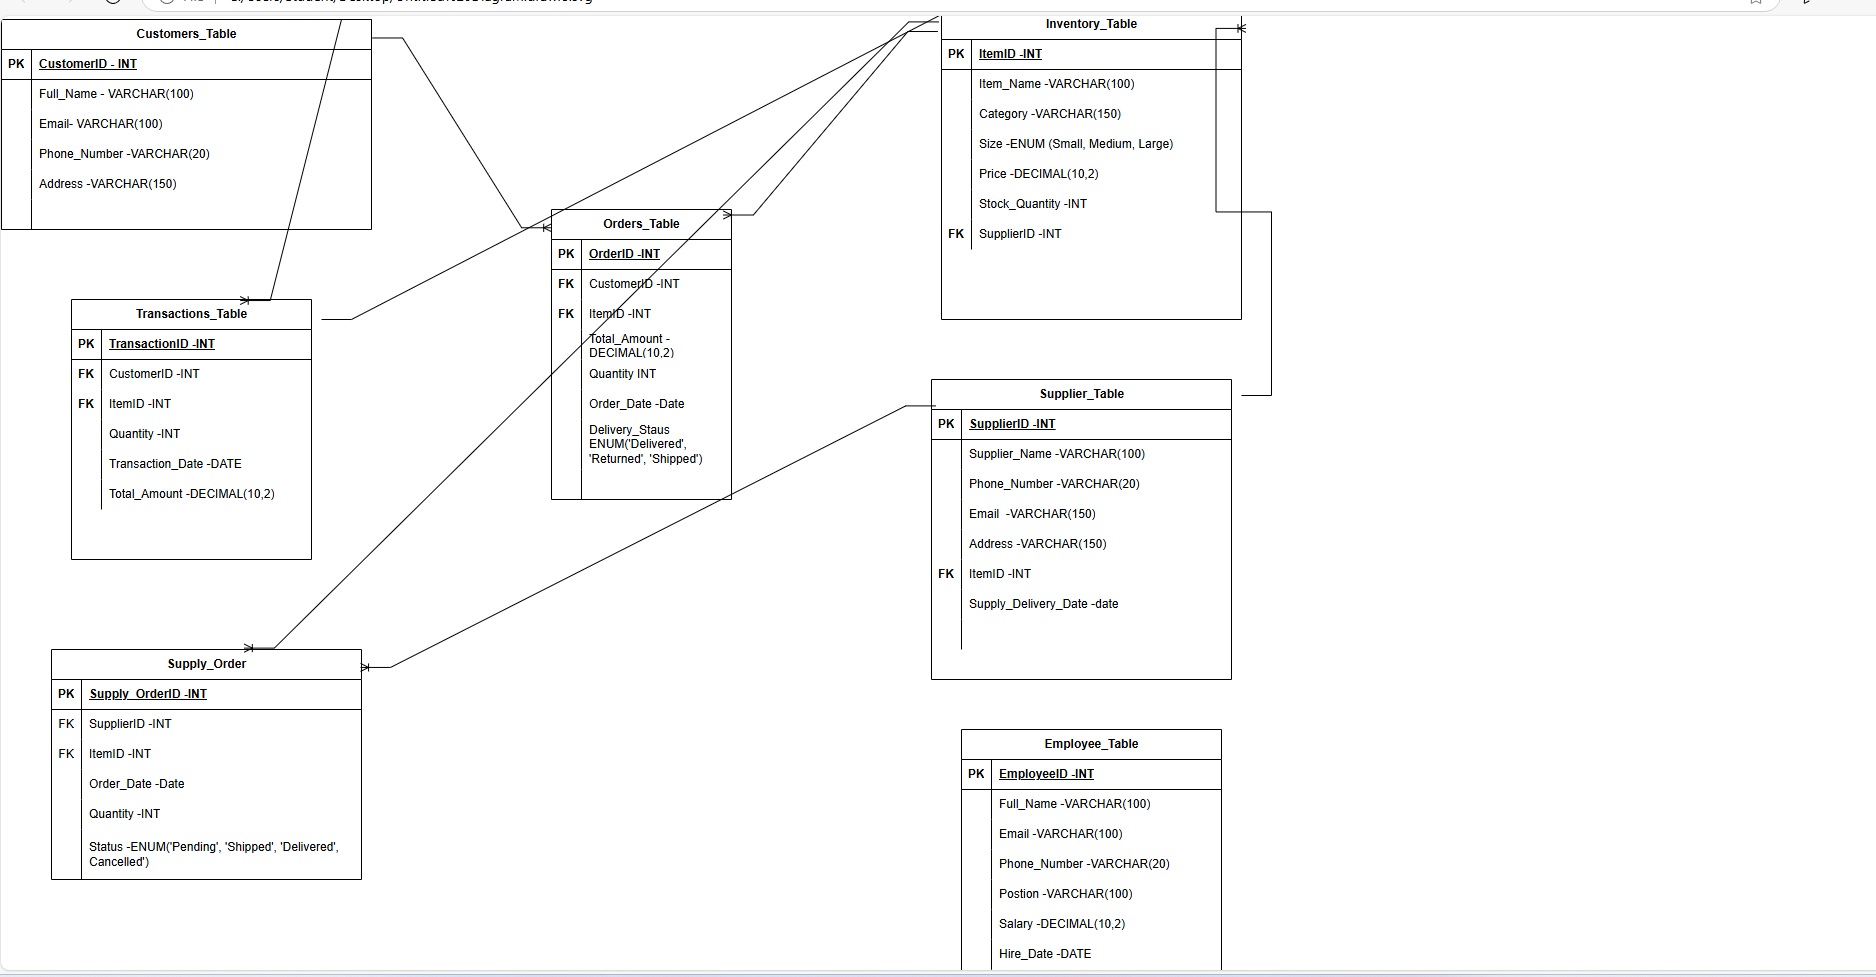 Customers_Table
PK CustomerID - INT
Full_Name - VARCHAR(100)
Email- VARCHAR(100)
Phone_Number -VARCHAR(20)
Address -VARCHAR(150)
Inventory_Table
PK ItemID -INT
Item_Name -VARCHAR(100)
Category -VARCHAR(150)
Size -ENUM (Small, Medium, Large)
Price -DECIMAL(10,2)
Stock_Quantity -INT
FK SupplierID -INT
Orders_Table
PK OrderID -INT
FK CustomerID -INT
FK ItemID -INT
Total_Amount -
DECIMAL(10,2)
Quantity INT
Order_Date -Date
Delivery_Staus
ENUM('Delivered',
'Returned', 'Shipped')
Transactions_Table
PK TransactionID -INT
FK CustomerID -INT
FK ItemID -INT
Quantity -INT
Transaction_Date -DATE
Total_Amount -DECIMAL(10,2)
Supplier_Table
PK SupplierID -INT
Supplier_Name -VARCHAR(100)
Phone_Number -VARCHAR(20)
Email -VARCHAR(150)
Address -VARCHAR(150)
FK ItemID -INT
Supply_Delivery_Date -date
Supply_Order
PK Supply_OrderID -INT
FK SupplierID -INT
FK ItemID -INT
Order_Date -Date
Quantity -INT
Status -ENUM('Pending', 'Shipped', 'Delivered',
Cancelled')
Employee_Table
PK EmployeeID -INT
Full_Name -VARCHAR(100)
Email -VARCHAR(100)
Phone_Number -VARCHAR(20)
Postion -VARCHAR(100)
Salary -DECIMAL(10,2)
Hire_Date -DATE